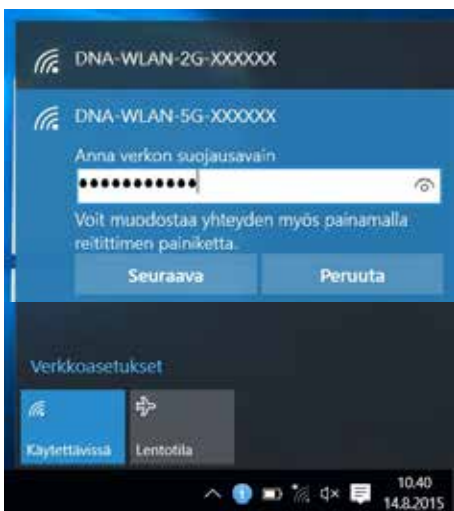 DNA-WLAN-2G-XXXXXX
DNA-WLAN-5G-XXXXXX
Anna verkon suojausavain
●●●●●●●●●●●
Voit muodostaa yhteyden myös painamalla
reitittimen painiketta.
Seuraava Peruuta
Verkkoasetukset
Käytettävissä Lentotila
10.40
14.8.2015